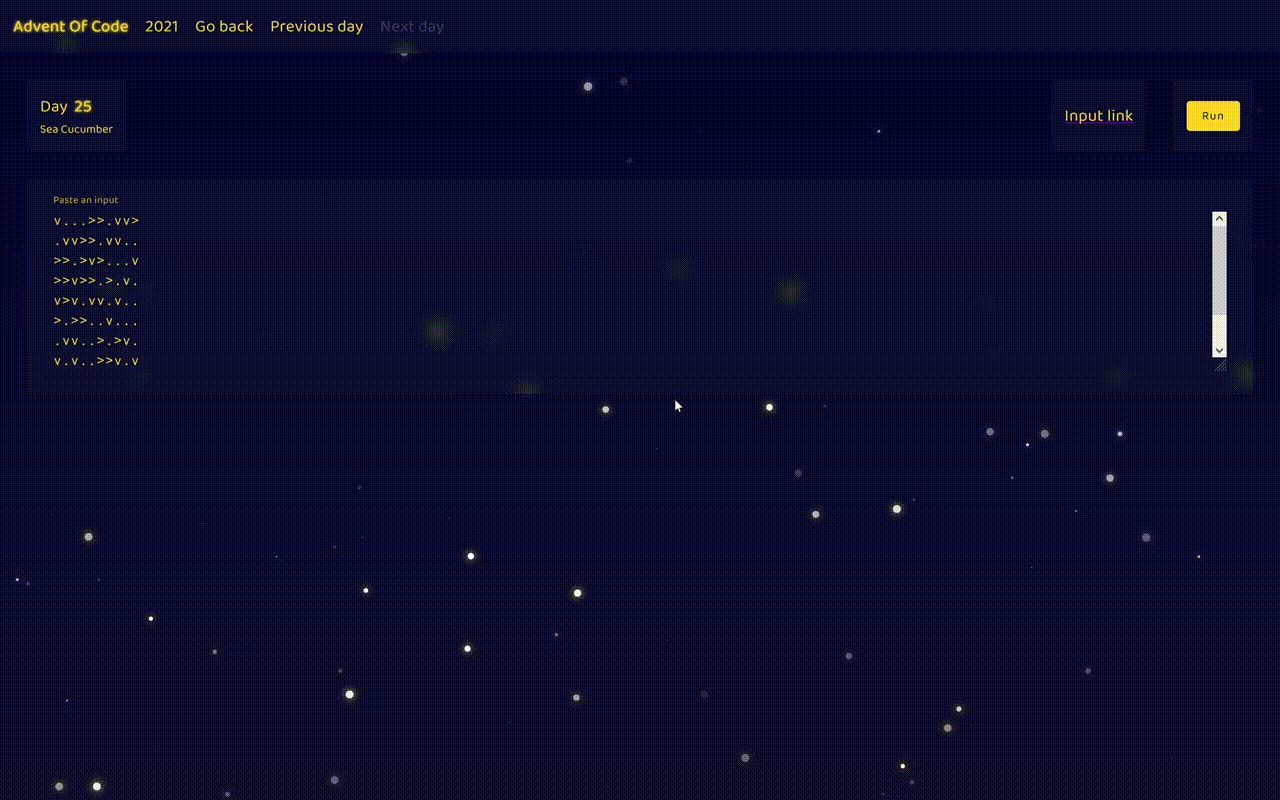 Advent Of Code 2021 Go back Previous day Next day
Day 25
Sea Cucumber
Input link
Run
Paste an input
v...>>.vv>
.vv>>.vv..
>>.>v>...v
>>v>>.>.v.
v>v.vv.v..
>.>>..v...
.vv..>.>v.
v.v..>>v.v